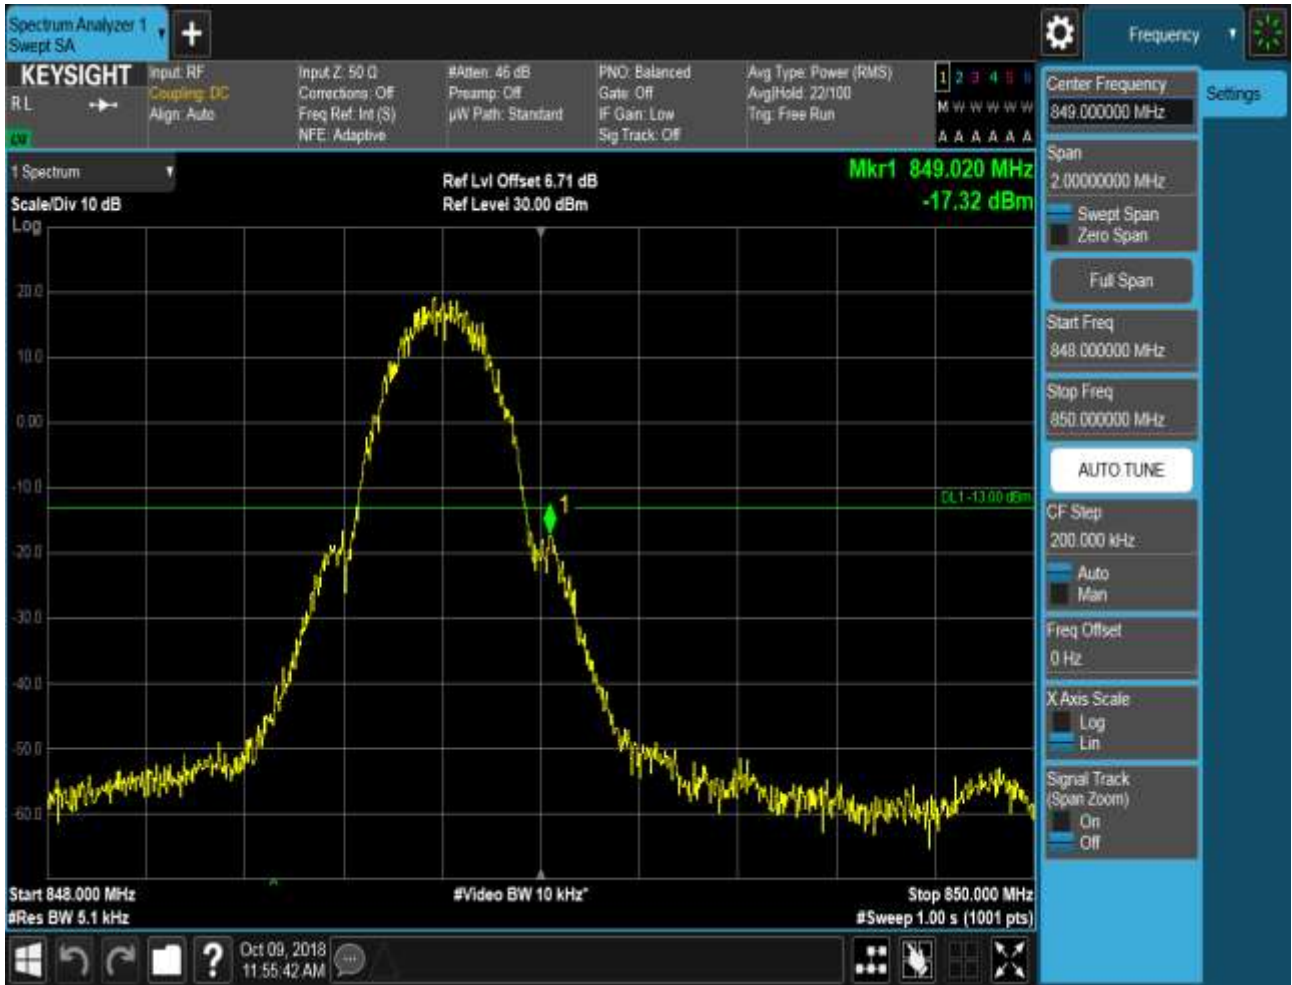 Spectrum Analyzer 1
Swept SA
+
Frequency
KEYSIGHT
R L
LW
Input: RF
Coupling: DC
Align: Auto
Input Z: 50 Ω
Corrections: Off
Freq Ref: Int (S)
NFE: Adaptive
#Atten: 46 dB
Preamp: Off
µW Path: Standard
PNO: Balanced
Gate: Off
IF Gain: Low
Sig Track: Off
Avg Type: Power (RMS)
Avg|Hold: 22/100
Trig: Free Run
1 2 3 4 5 6
M W W W W W
A A A A A A
1 Spectrum
Scale/Div 10 dB
Log
Ref Lvl Offset 6.71 dB
Ref Level 30.00 dBm
Mkr1 849.020 MHz
-17.32 dBm
20.0
10.0
0.00
-10.0
-20.0
-30.0
-40.0
-50.0
-60.0
DL1 -13.00 dBm
1
Start 848.000 MHz
#Res BW 5.1 kHz
#Video BW 10 kHz*
Stop 850.000 MHz
#Sweep 1.00 s (1001 pts)
Center Frequency
849.000000 MHz
Settings
Span
2.00000000 MHz
Swept Span
Zero Span
Full Span
Start Freq
848.000000 MHz
Stop Freq
850.000000 MHz
AUTO TUNE
CF Step
200.000 kHz
Auto
Man
Freq Offset
0 Hz
X Axis Scale
Log
Lin
Signal Track
(Span Zoom)
On
Off
?
Oct 09, 2018
11:55:42 AM